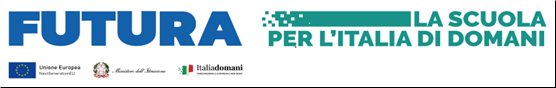 FUTURA
LA SCUOLA
PER L'ITALIA DI DOMANI
Unione Europea
NextGenerationEU
Ministero dell'Istruzione
Italiadomani